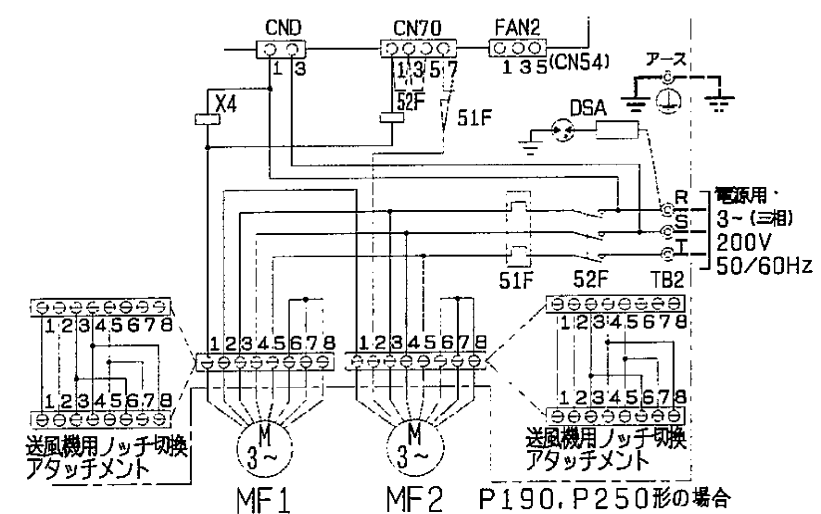 CND
CN70
FAN2
1 3
1 3 5 7
1 3 5 (CN54)
アース
X4
52F
51F
DSA
R
S
T
電源用
3~(三相)
200V
50/60Hz
51F
52F
TB2
1 2 3 4 5 6 7 8
1 2 3 4 5 6 7 8
1 2 3 4 5 6 7 8
1 2 3 4 5 6 7 8
1 2 3 4 5 6 7 8
1 2 3 4 5 6 7 8
送風機用ノッチ切換
アタッチメント
M
3~
M
3~
送風機用ノッチ切換
アタッチメント
MF1
MF2
P190,P250形の場合